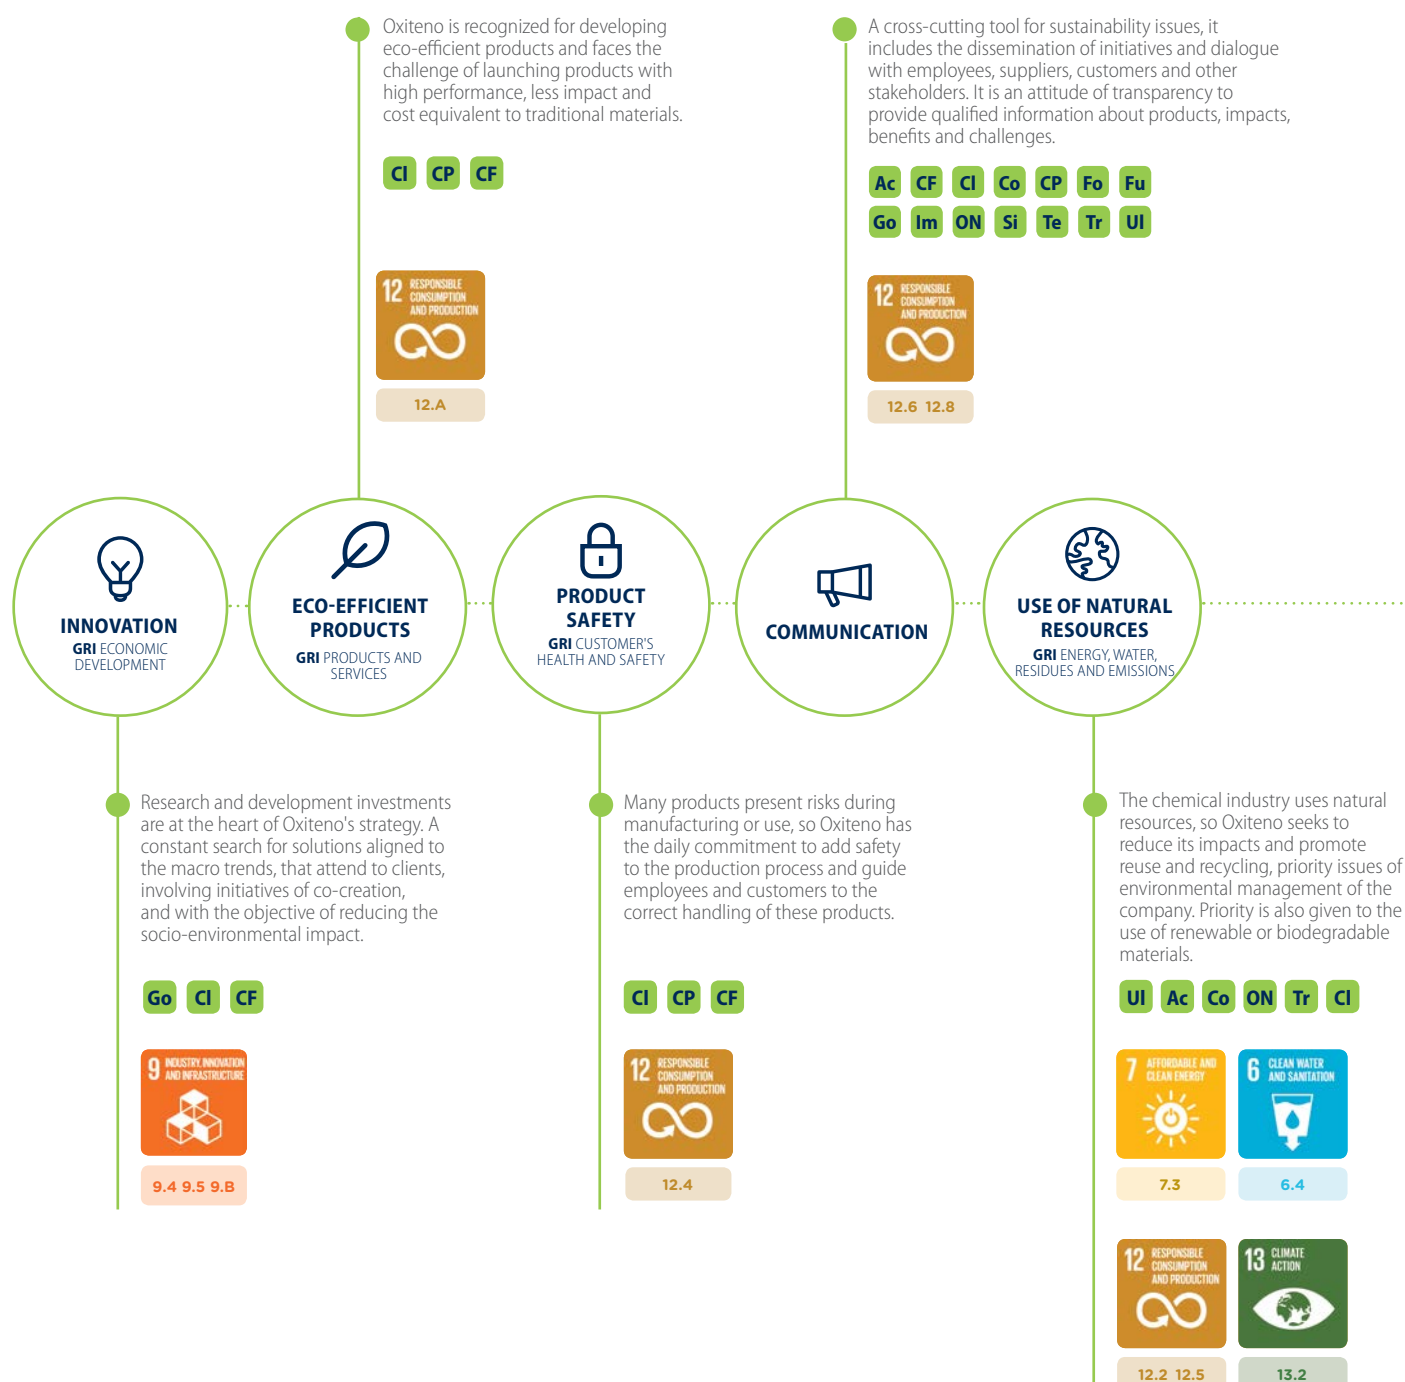 Oxiteno is recognized for developing
eco-efficient products and faces the
challenge of launching products with
high performance, less impact and
cost equivalent to traditional materials.
Cl CP CF
12 RESPONSIBLE
CONSUMPTION
AND PRODUCTION
12.A
A cross-cutting tool for sustainability issues, it
includes the dissemination of initiatives and dialogue
with employees, suppliers, customers and other
stakeholders. It is an attitude of transparency to
provide qualified information about products, impacts,
benefits and challenges.
Ac CF Cl Co CP Fo Fu
Go Im ON Si Te Tr Ul
12 RESPONSIBLE
CONSUMPTION
AND PRODUCTION
12.6 12.8
INNOVATION
GRI ECONOMIC
DEVELOPMENT
ECO-EFFICIENT
PRODUCTS
GRI PRODUCTS AND
SERVICES
PRODUCT
SAFETY
GRI CUSTOMER'S
HEALTH AND SAFETY
COMMUNICATION
USE OF NATURAL
RESOURCES
GRI ENERGY, WATER,
RESIDUES AND EMISSIONS
Research and development investments
are at the heart of Oxiteno's strategy. A
constant search for solutions aligned to
the macro trends, that attend to clients,
involving initiatives of co-creation,
and with the objective of reducing the
socio-environmental impact.
Go Cl CF
9 INDUSTRY, INNOVATION
AND INFRASTRUCTURE
9.4 9.5 9.B
Many products present risks during
manufacturing or use, so Oxiteno has
the daily commitment to add safety
to the production process and guide
employees and customers to the
correct handling of these products.
Cl CP CF
12 RESPONSIBLE
CONSUMPTION
AND PRODUCTION
12.4
The chemical industry uses natural
resources, so Oxiteno seeks to
reduce its impacts and promote
reuse and recycling, priority issues of
environmental management of the
company. Priority is also given to the
use of renewable or biodegradable
materials.
Ul Ac Co ON Tr Cl
7 AFFORDABLE AND
CLEAN ENERGY
7.3
6 CLEAN WATER
AND SANITATION
6.4
12 RESPONSIBLE
CONSUMPTION
AND PRODUCTION
12.2 12.5
13 CLIMATE
ACTION
13.2